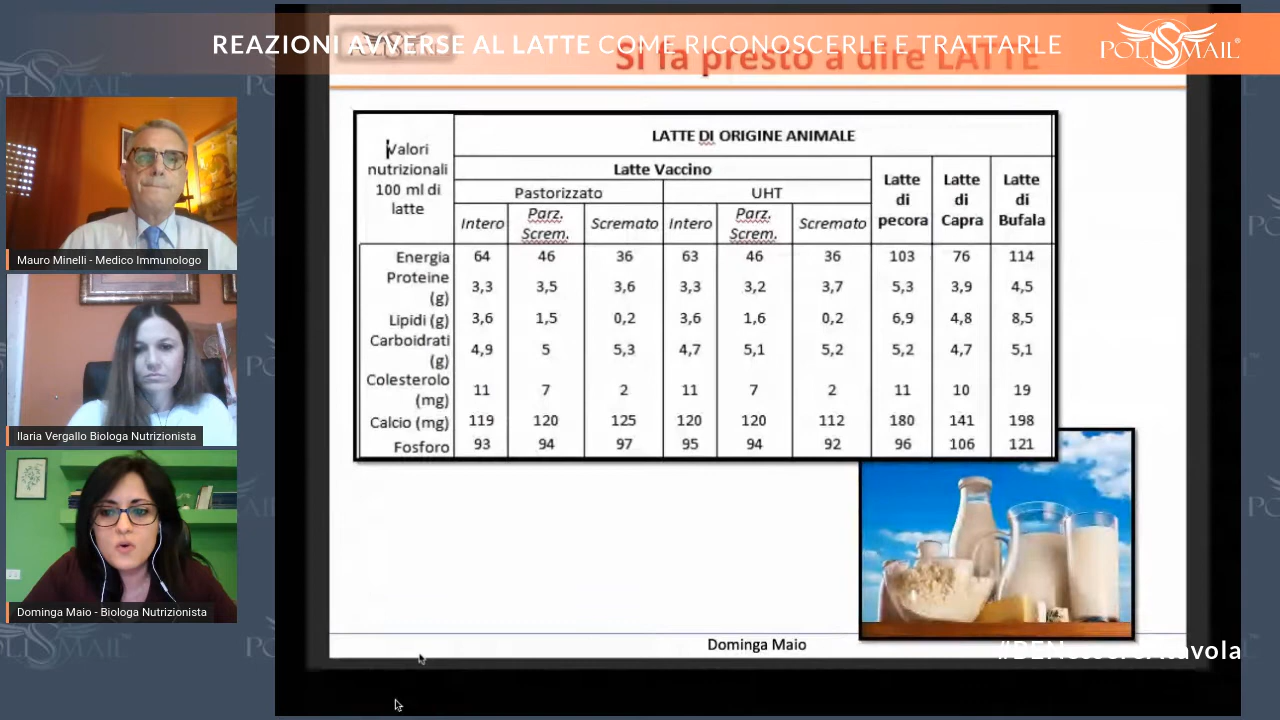 REAZIONI AVVERSE AL LATTE COME RICONOSCERLE E TRATTARLE
POLISMAIL
Si fa presto a dire LATTE
Valori nutrizionali 100 ml di latte
LATTE DI ORIGINE ANIMALE
Latte Vaccino
Latte di pecora
Latte di Capra
Latte di Bufala
Pastorizzato UHT
Intero Parz. Screm. Scremato Intero Parz. Screm. Scremato
Energia 64 46 36 63 46 36 103 76 114
Proteine (g) 3,3 3,5 3,6 3,3 3,2 3,7 5,3 3,9 4,5
Lipidi (g) 3,6 1,5 0,2 3,6 1,6 0,2 6,9 4,8 8,5
Carboidrati (g) 4,9 5 5,3 4,7 5,1 5,2 5,2 4,7 5,1
Colesterolo (mg) 11 7 2 11 7 2 11 10 19
Calcio (mg) 119 120 125 120 120 112 180 141 198
Fosforo 93 94 97 95 94 92 96 106 121
Mauro Minelli - Medico Immunologo
Ilaria Vergallo Biologa Nutrizionista
Dominga Maio - Biologa Nutrizionista
Dominga Maio